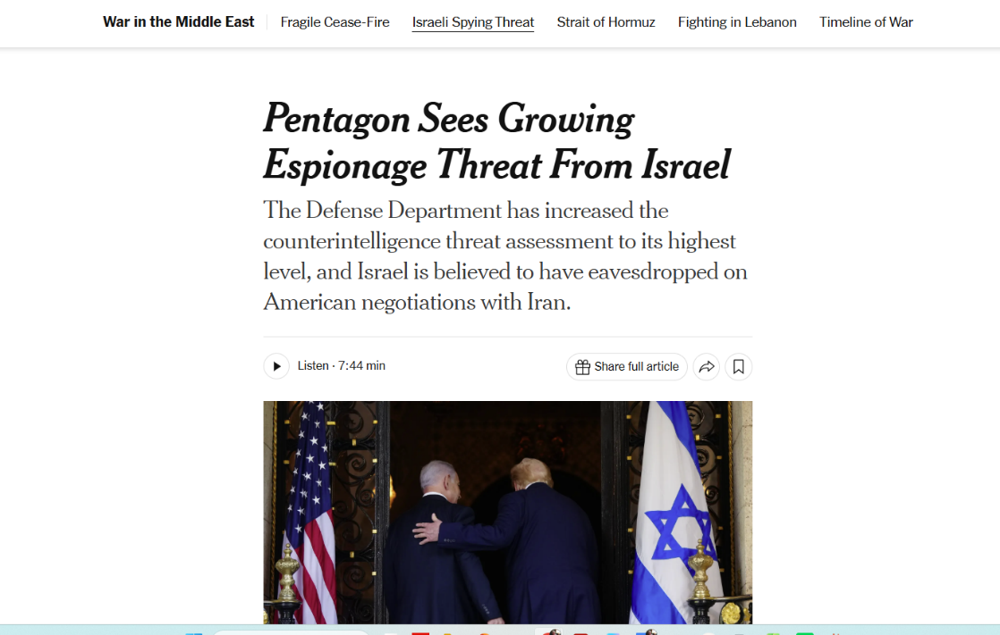 War in the Middle East Fragile Cease-Fire Israeli Spying Threat Strait of Hormuz Fighting in Lebanon Timeline of War
Pentagon Sees Growing
Espionage Threat From Israel
The Defense Department has increased the
counterintelligence threat assessment to its highest
level, and Israel is believed to have eavesdropped on
American negotiations with Iran.
Listen · 7:44 min Share full article